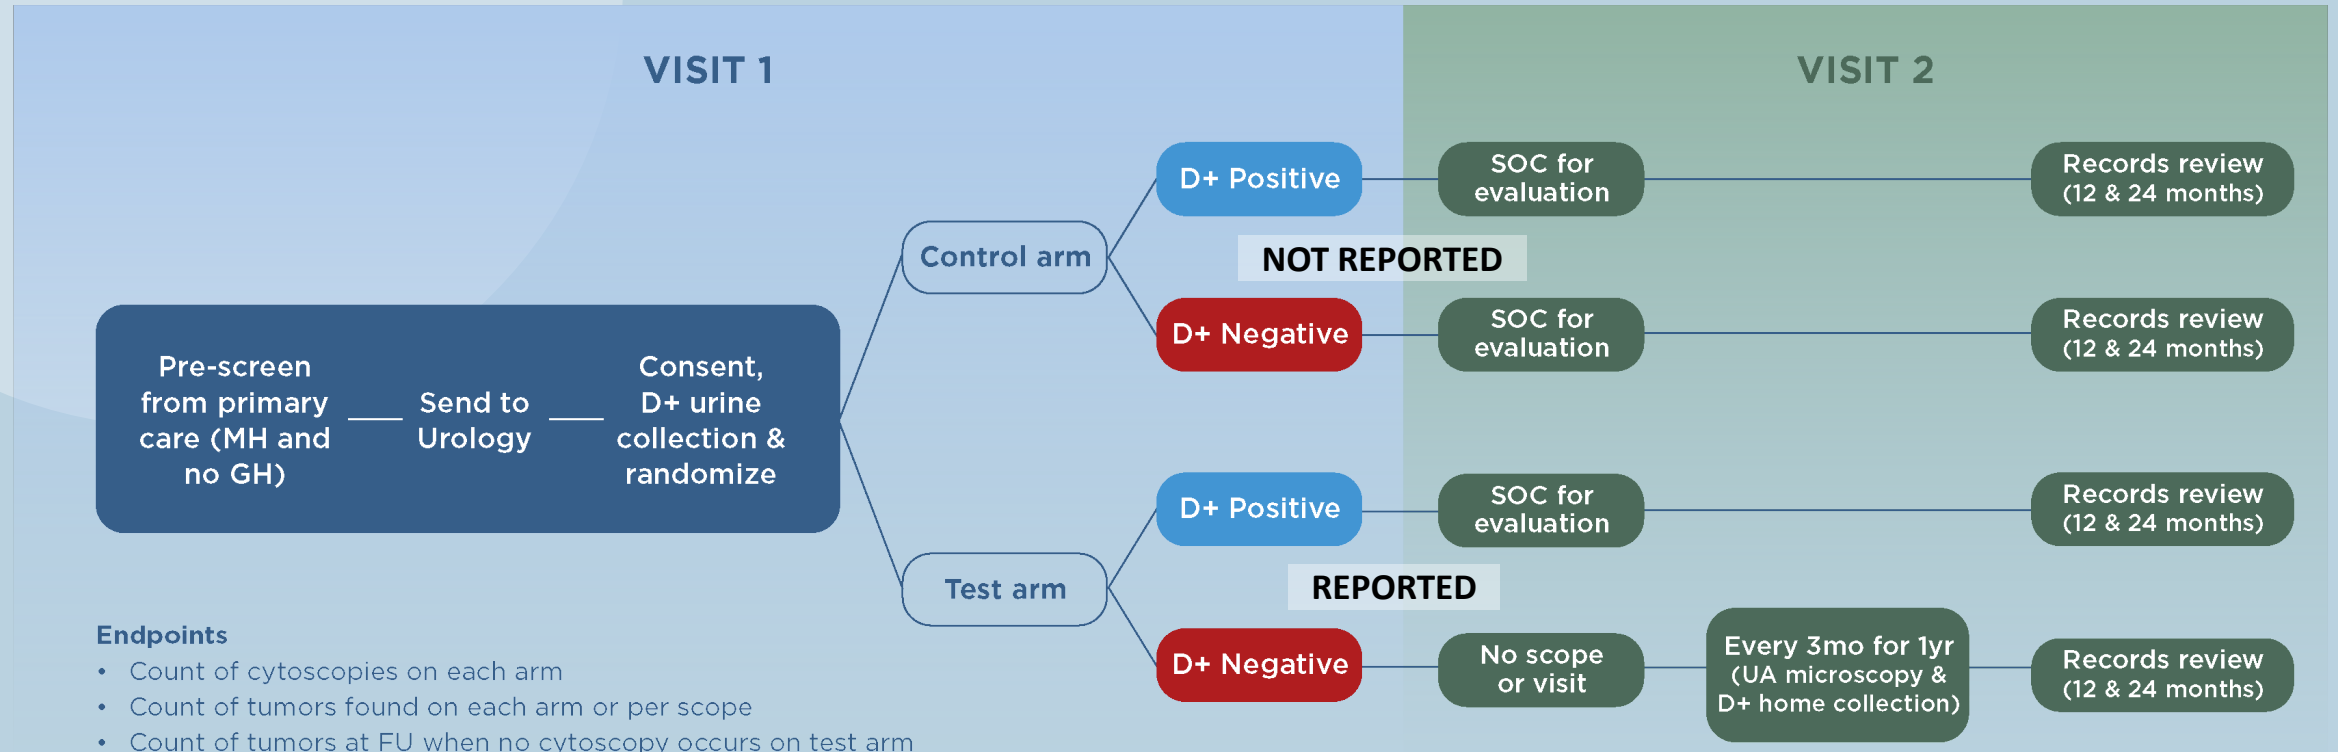 VISIT 1
VISIT 2
Pre-screen
from primary
care (MH and
no GH)
Send to
Urology
Consent,
D+ urine
collection &
randomize
Control arm
D+ Positive
SOC for
evaluation
Records review
(12 & 24 months)
NOT REPORTED
D+ Negative
SOC for
evaluation
Records review
(12 & 24 months)
Test arm
D+ Positive
SOC for
evaluation
Records review
(12 & 24 months)
REPORTED
D+ Negative
No scope
or visit
Every 3mo for 1yr
(UA microscopy &
D+ home collection)
Records review
(12 & 24 months)
Endpoints
• Count of cytoscopies on each arm
• Count of tumors found on each arm or per scope
• Count of tumors at FU when no cytoscopy occurs on test arm